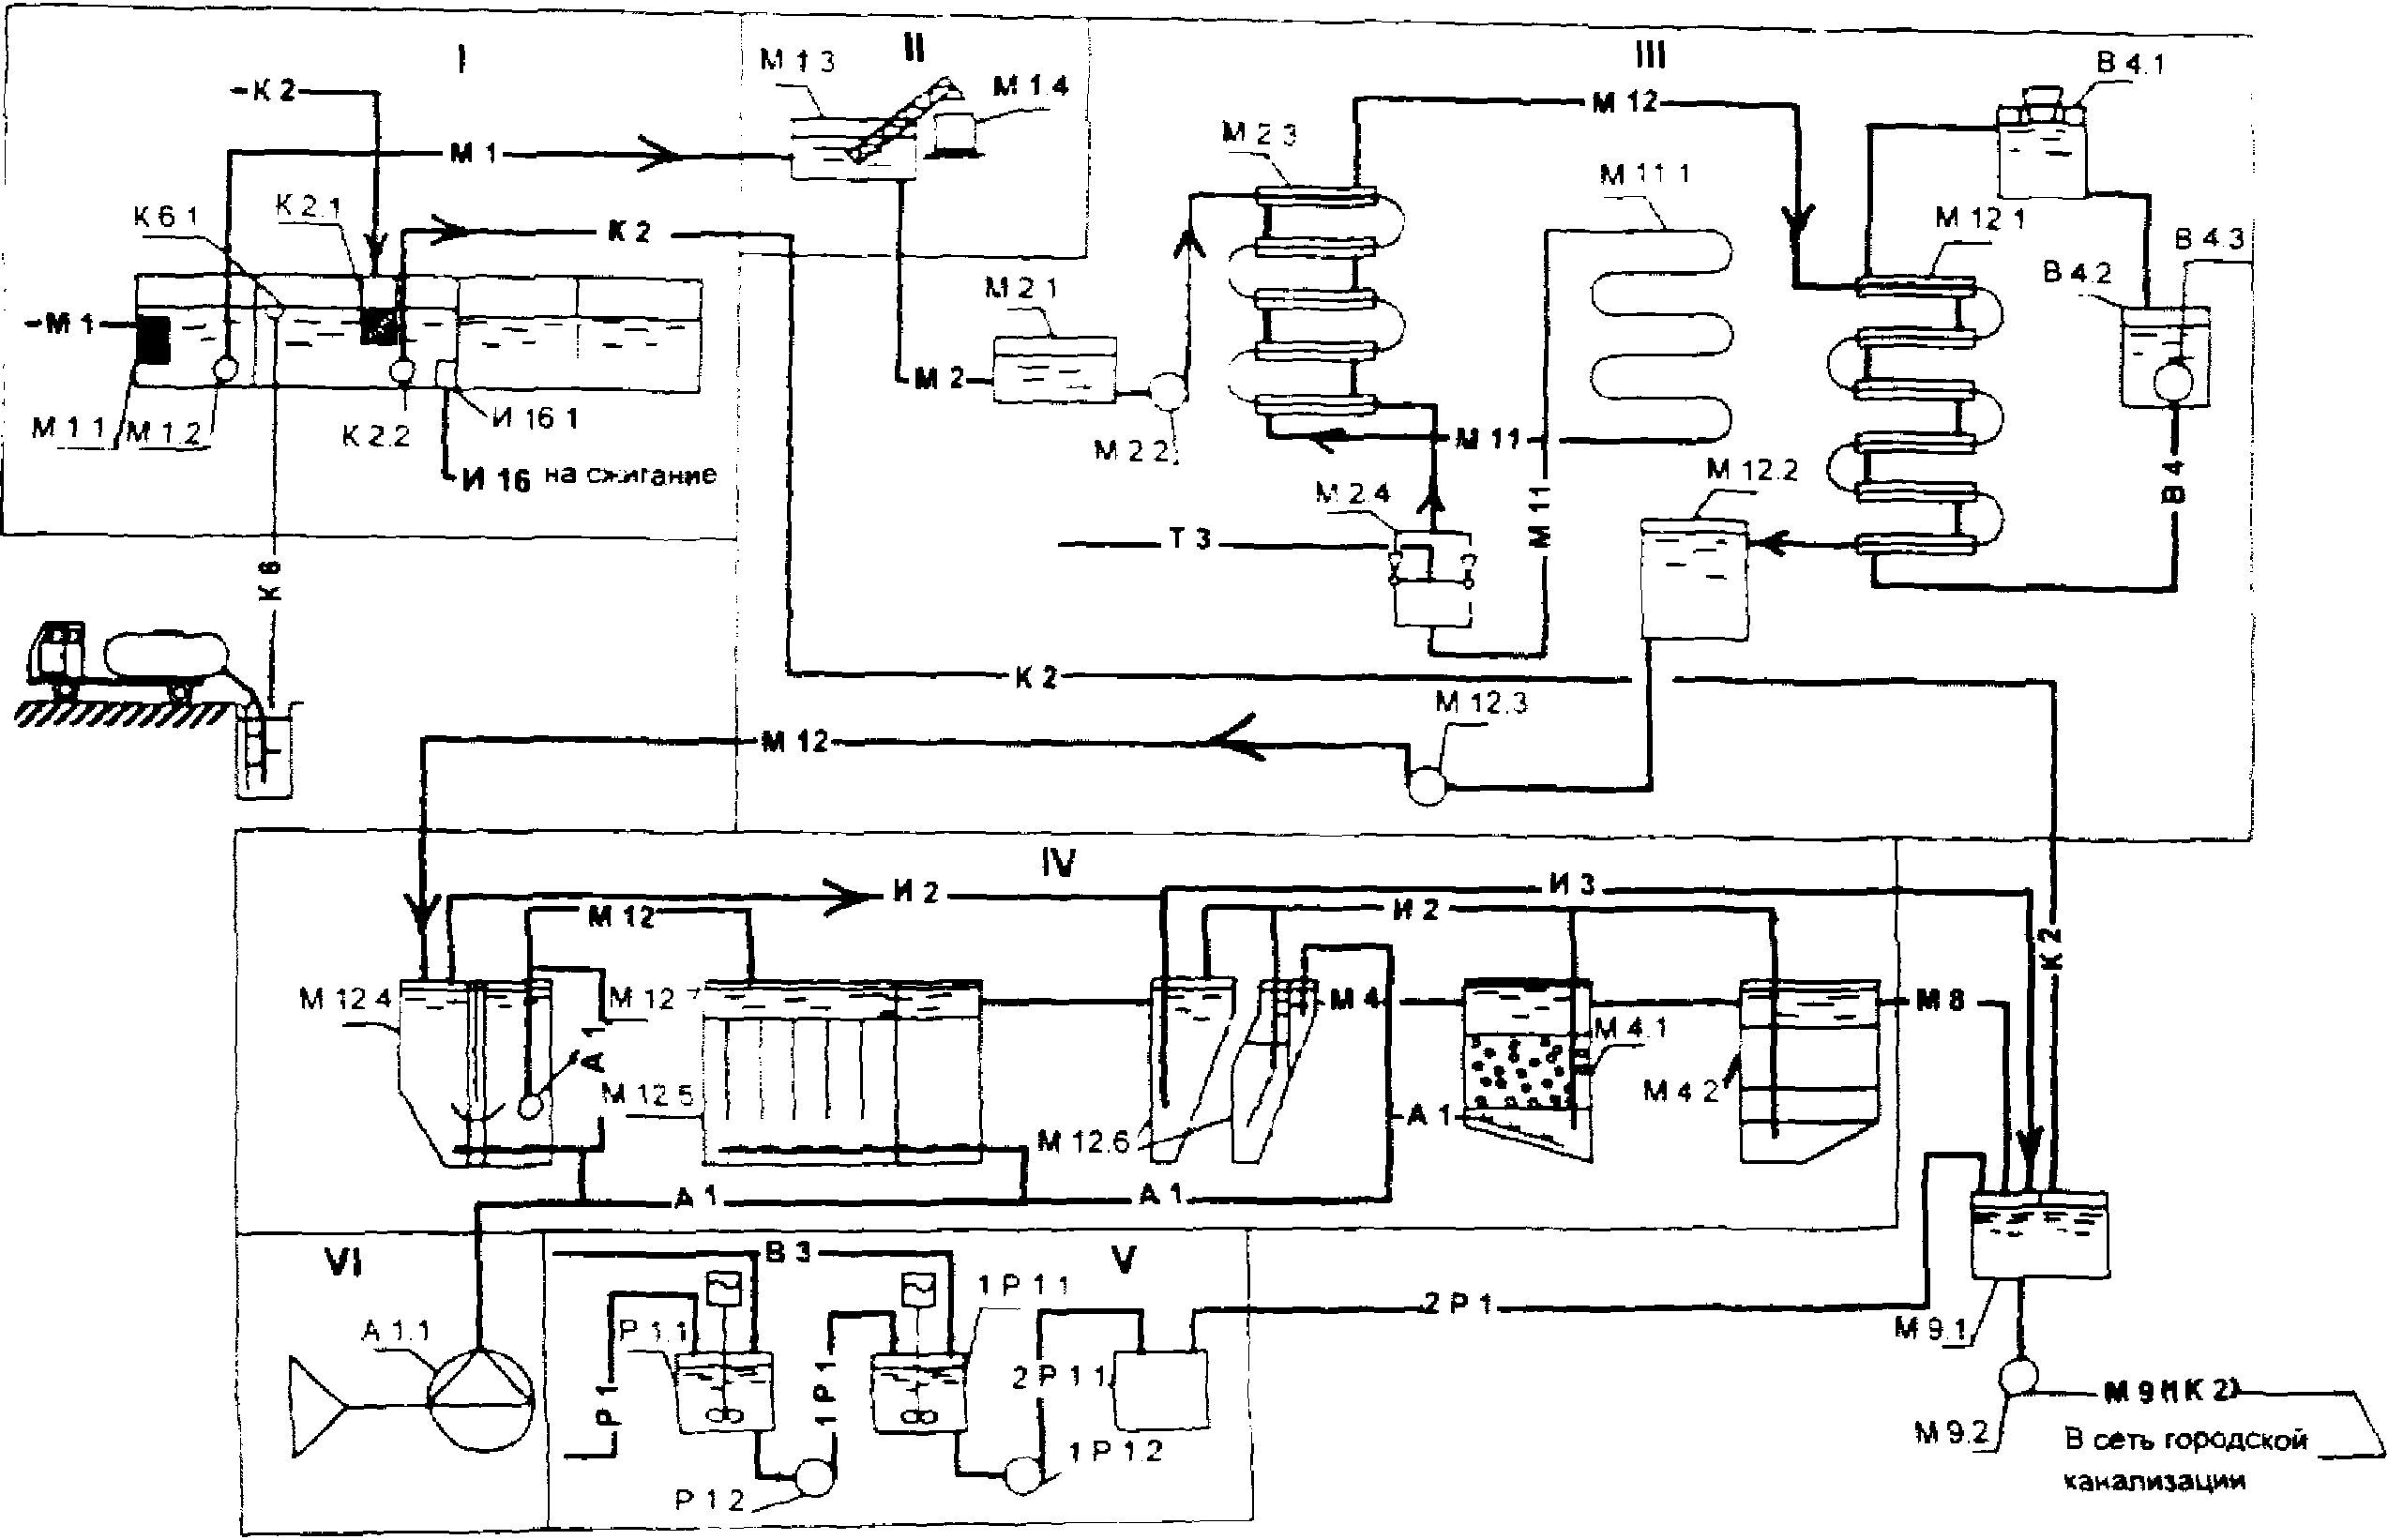 I
II
III
М 1 3
М 1.4
В 4.1
К 2
М 12
М 2 3
М 1
М 11 1
К 6 1
К 2.1
К 2
М 12 1
В 4.3
В 4.2
М 2 1
М 1
М 2
М 1 1
М 1.2
К 2.2
И 16 1
М 2 2
М 11
М 12.2
И 16 на сжигание
М 2.4
М 11
В 4
Т 3
К 6
К 2
М 12.3
М 12
IV
И 2
И 3
М 12
И 2
К 2
М 12 4
М 12 7
М 4
М 8
А 1
М 4.1
М 12 5
М 4 2
М 12.6
А 1
А 1
А 1
VI
В 3
V
1 Р 1 1
2 Р 1
А 1.1
Р 1.1
М 9.1
Р 1
1 Р 1
2 Р 1 1
М 9 (1К 2)
М 9.2
В сеть городской
канализации
1 Р 1.2
Р 1 2